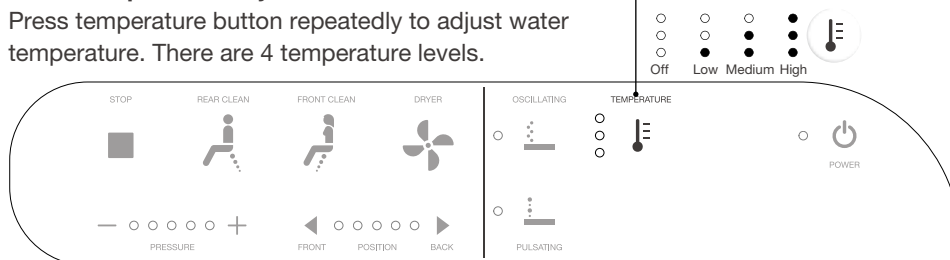 Press temperature button repeatedly to adjust water
temperature. There are 4 temperature levels.
Off Low Medium High
STOP REAR CLEAN FRONT CLEAN DRYER OSCILLATING TEMPERATURE
POWER
PRESSURE FRONT POSITION BACK PULSATING